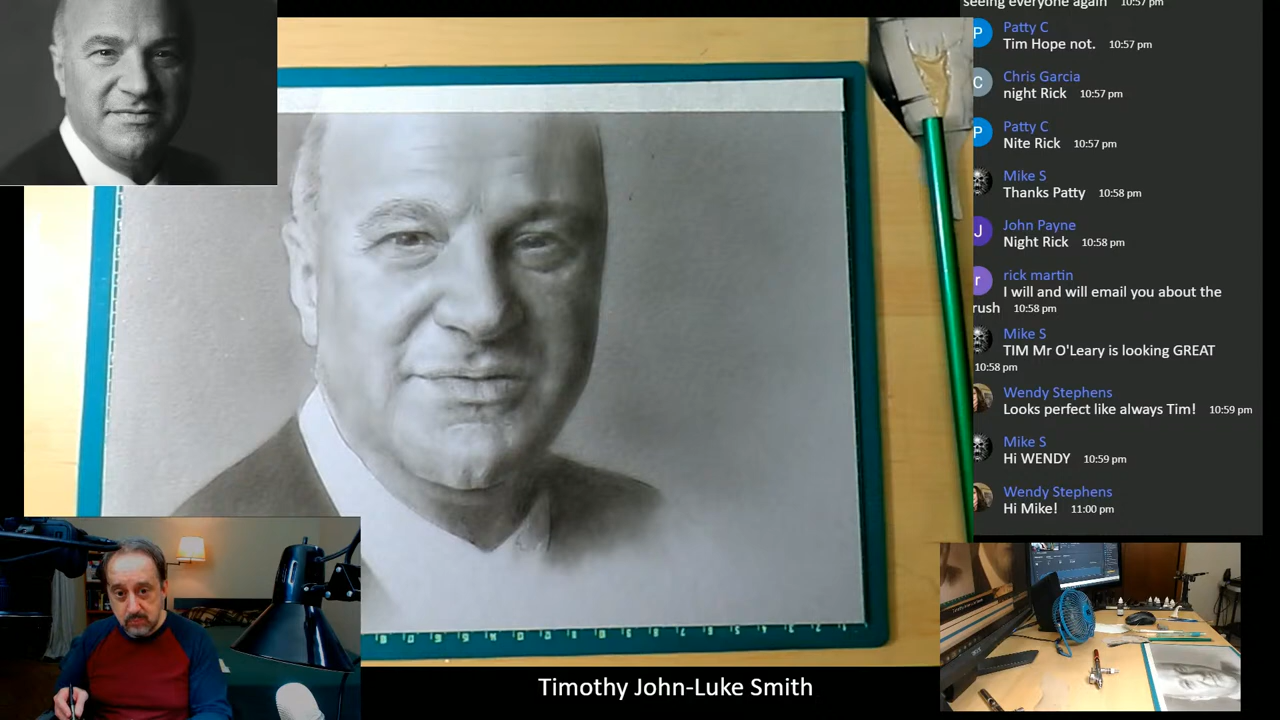 seeing everyone again 10:57 pm
P Patty C
Tim Hope not. 10:57 pm
C Chris Garcia
night Rick 10:57 pm
P Patty C
Nite Rick 10:57 pm
Mike S
Thanks Patty 10:58 pm
J John Payne
Night Rick 10:58 pm
r rick martin
I will and will email you about the
rush 10:58 pm
Mike S
TIM Mr O'Leary is looking GREAT
10:58 pm
Wendy Stephens
Looks perfect like always Tim! 10:59 pm
Mike S
Hi WENDY 10:59 pm
Wendy Stephens
Hi Mike! 11:00 pm
Timothy John-Luke Smith